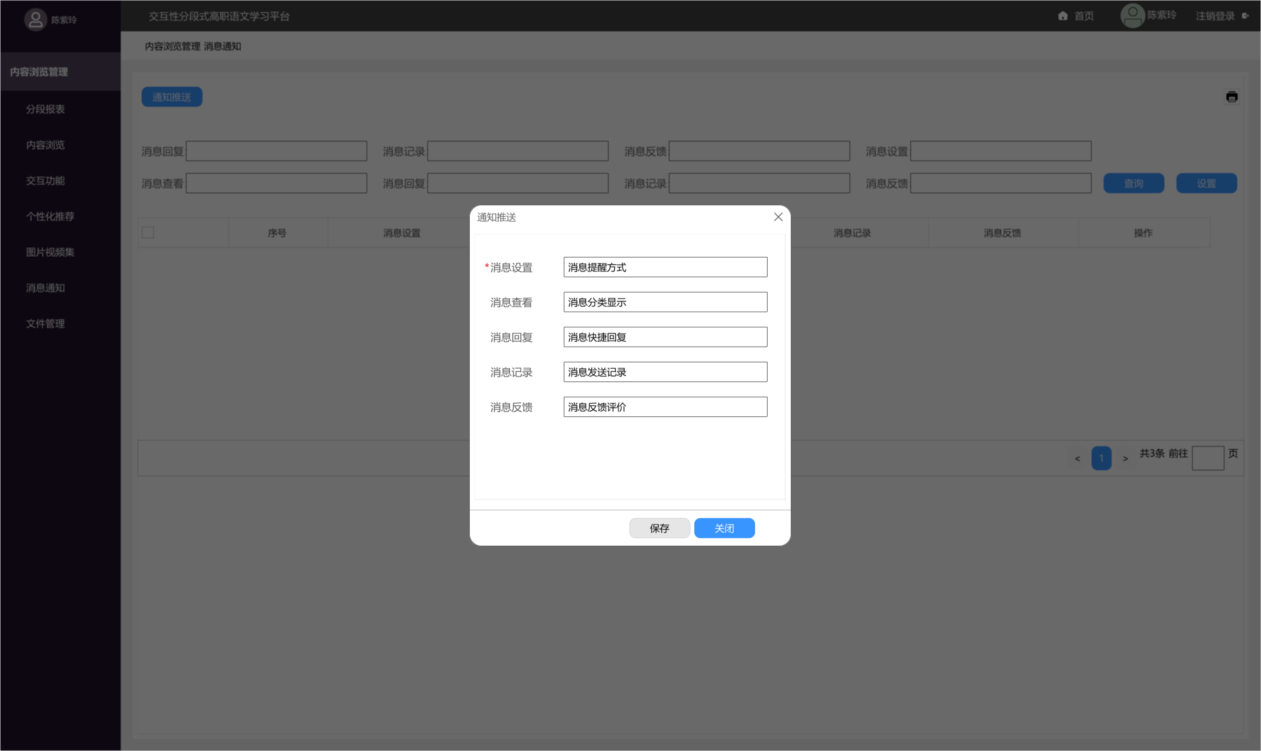 陈紫玲
交互性分段式高职语文学习平台
首页
陈紫玲
注销登录
内容浏览管理 消息通知
内容浏览管理
分段报表
内容浏览
交互功能
个性化推荐
图片视频集
消息通知
文件管理
通知推送
消息回复 消息记录 消息反馈 消息设置
消息查看 消息回复 消息记录 消息反馈 查询 设置
序号 消息设置 消息记录 消息反馈 操作
通知推送
*消息设置 消息提醒方式
消息查看 消息分类显示
消息回复 消息快捷回复
消息记录 消息发送记录
消息反馈 消息反馈评价
保存 关闭
< 1 > 共3条 前往 页